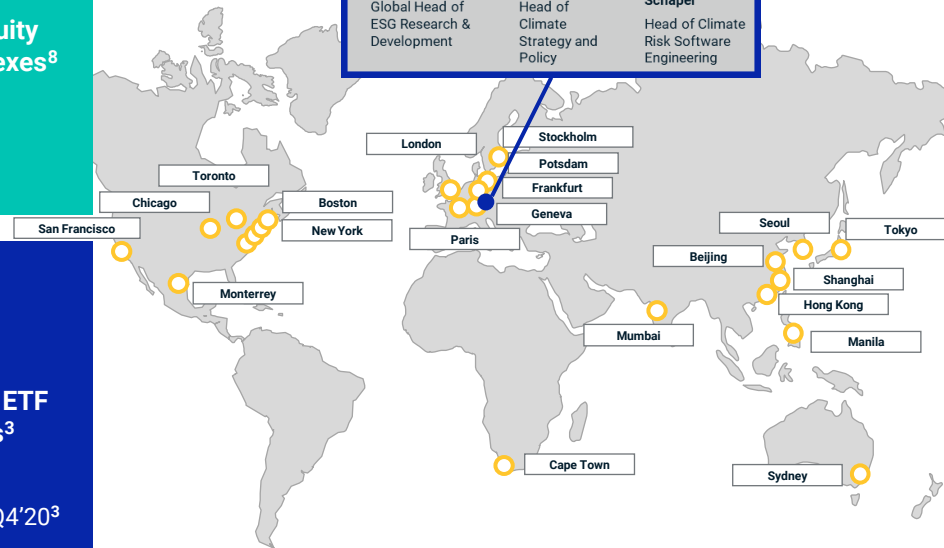 uity
exes⁸
ETF
s³
Q4'20³
Global Head of
ESG Research &
Development
Head of
Climate
Strategy and
Policy
Schaper
Head of Climate
Risk Software
Engineering
London
Stockholm
Potsdam
Frankfurt
Geneva
Paris
Toronto
Chicago
Boston
San Francisco
New York
Monterrey
Seoul
Tokyo
Beijing
Shanghai
Hong Kong
Mumbai
Manila
Cape Town
Sydney